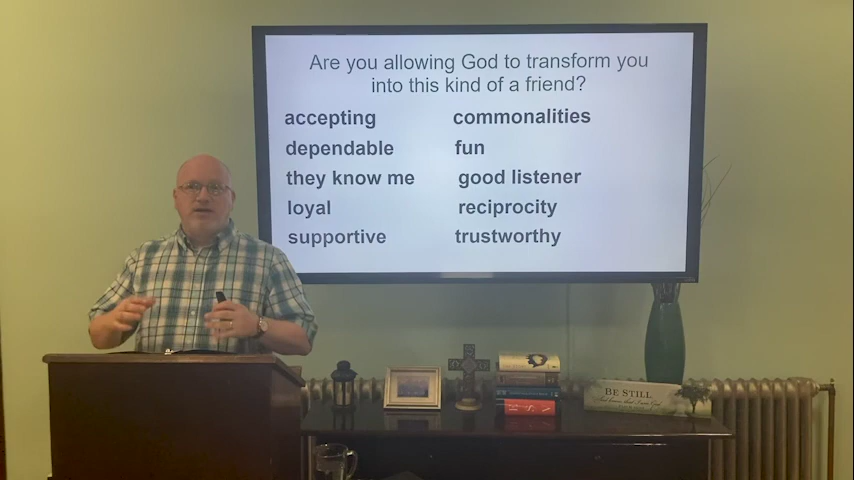 Are you allowing God to transform you
into this kind of a friend?
accepting commonalities
dependable fun
they know me good listener
loyal reciprocity
supportive trustworthy
BE STILL